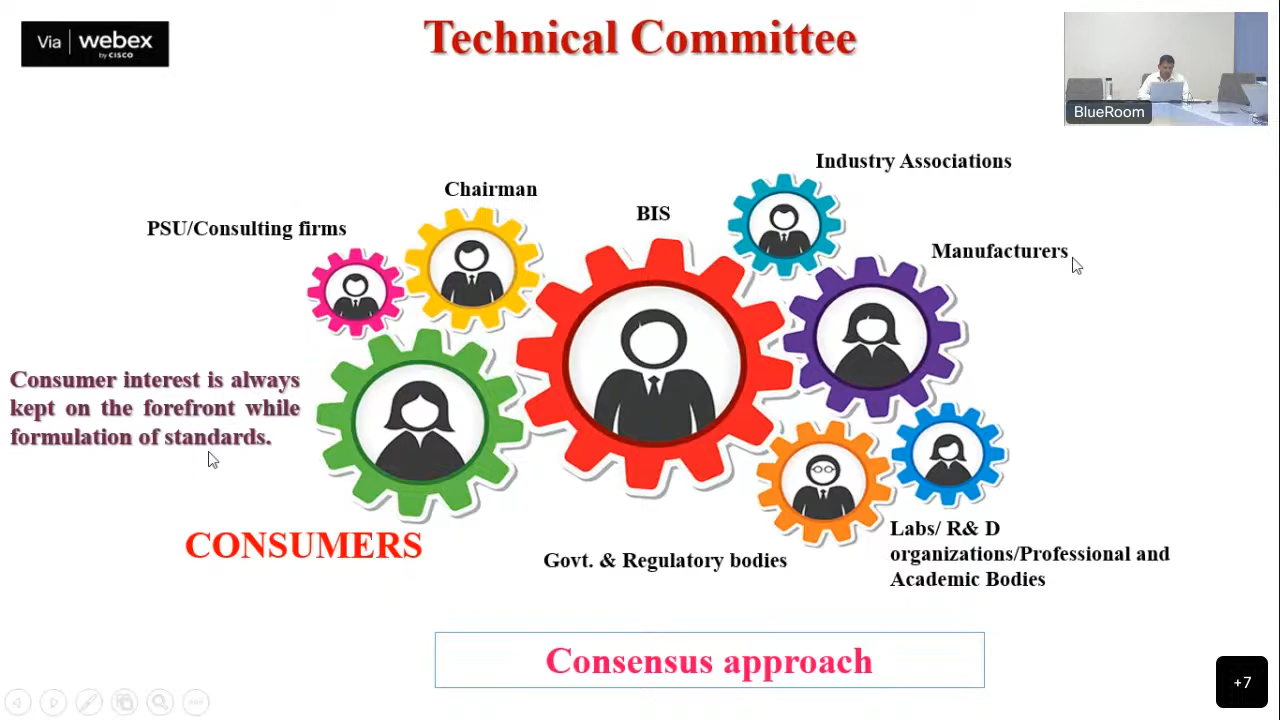 Via webex
by CISCO
Technical Committee
BlueRoom
Industry Associations
Chairman
BIS
PSU/Consulting firms
Manufacturers
Consumer interest is always
kept on the forefront while
formulation of standards.
CONSUMERS
Govt. & Regulatory bodies
Labs/ R& D
organizations/Professional and
Academic Bodies
Consensus approach
+7